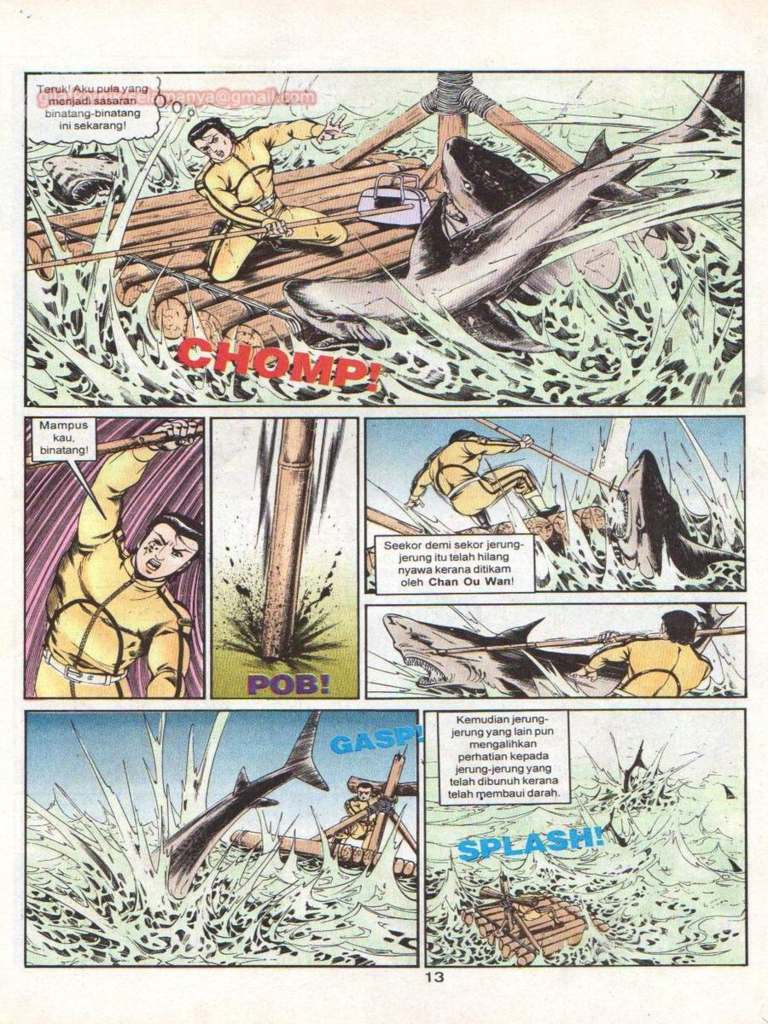 Teruk! Aku pula yang
menjadi sasaran
binatang-binatang
ini sekarang!
CHOMP!
Mampus
kau,
binatang!
POB!
Seekor demi sekor jerung-
jerung itu telah hilang
nyawa kerana ditikam
oleh Chan Ou Wan!
GASP!
Kemudian jerung-
jerung yang lain pun
mengalihkan
perhatian kepada
jerung-jerung yang
telah dibunuh kerana
telah membaui darah.
SPLASH!
13